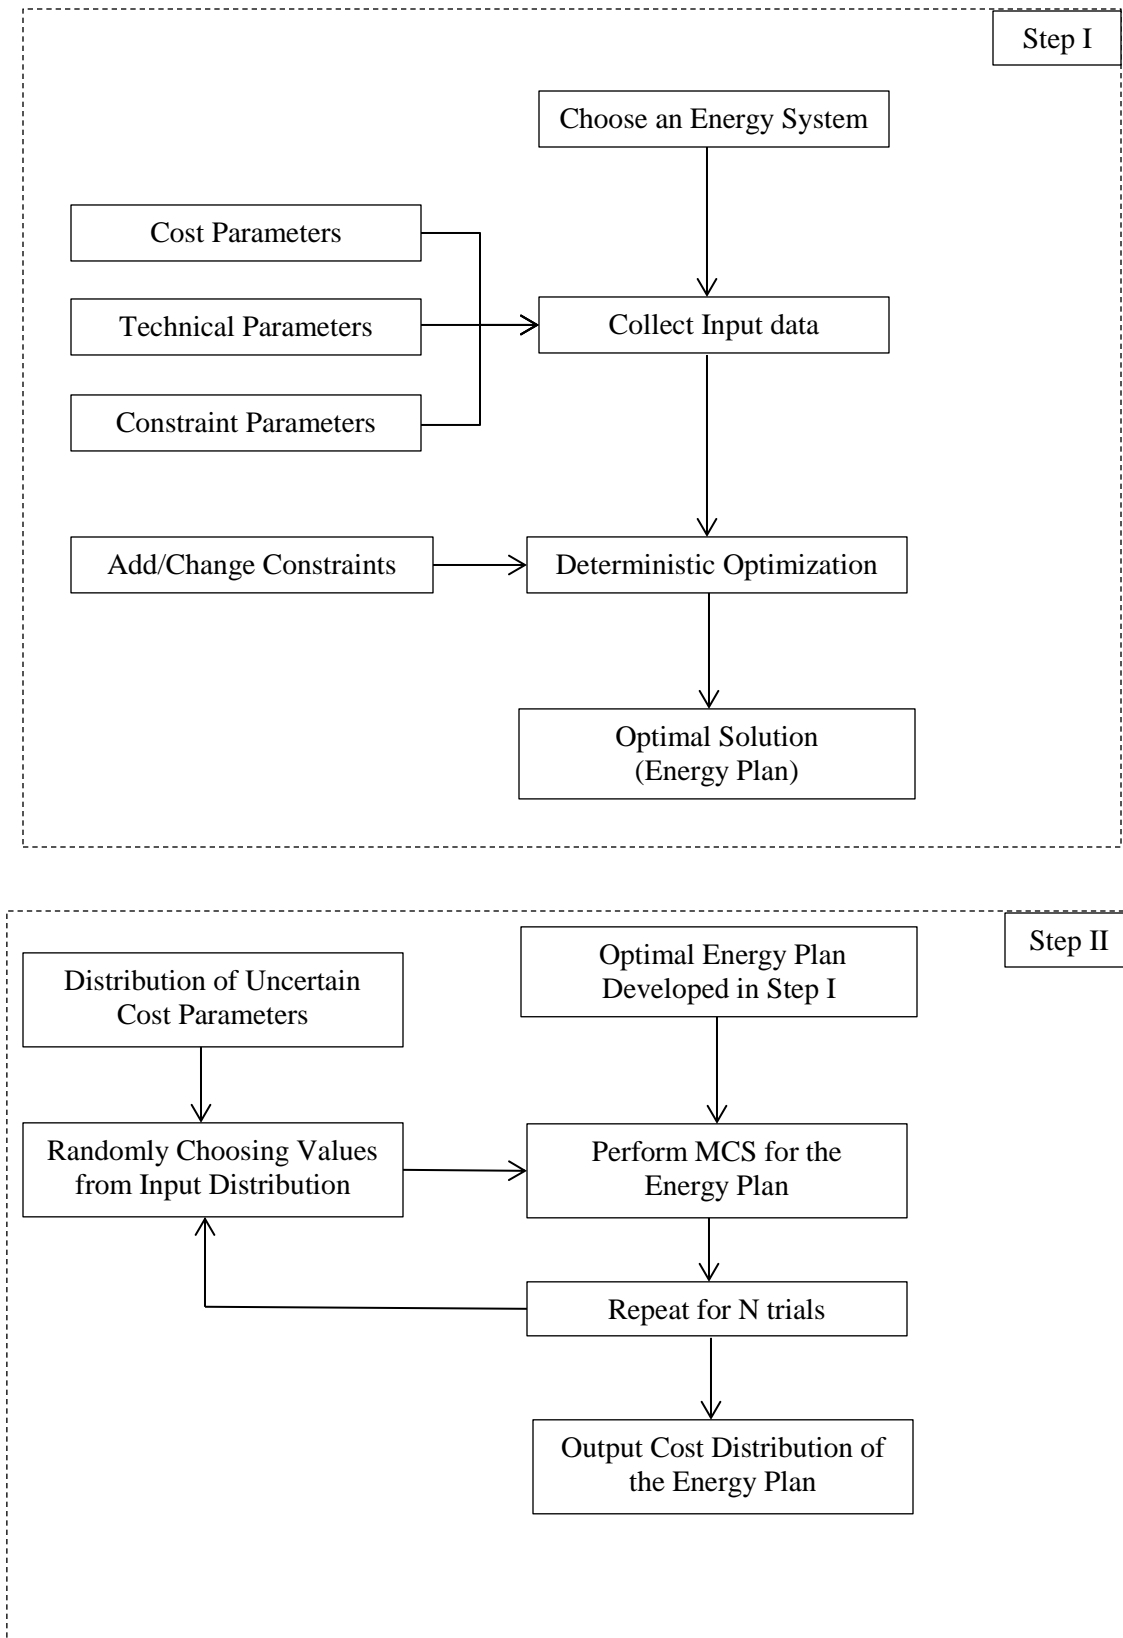 Step I
Choose an Energy System
Cost Parameters
Technical Parameters
Collect Input data
Constraint Parameters
Add/Change Constraints
Deterministic Optimization
Optimal Solution
(Energy Plan)
Step II
Distribution of Uncertain
Cost Parameters
Optimal Energy Plan
Developed in Step I
Randomly Choosing Values
from Input Distribution
Perform MCS for the
Energy Plan
Repeat for N trials
Output Cost Distribution of
the Energy Plan